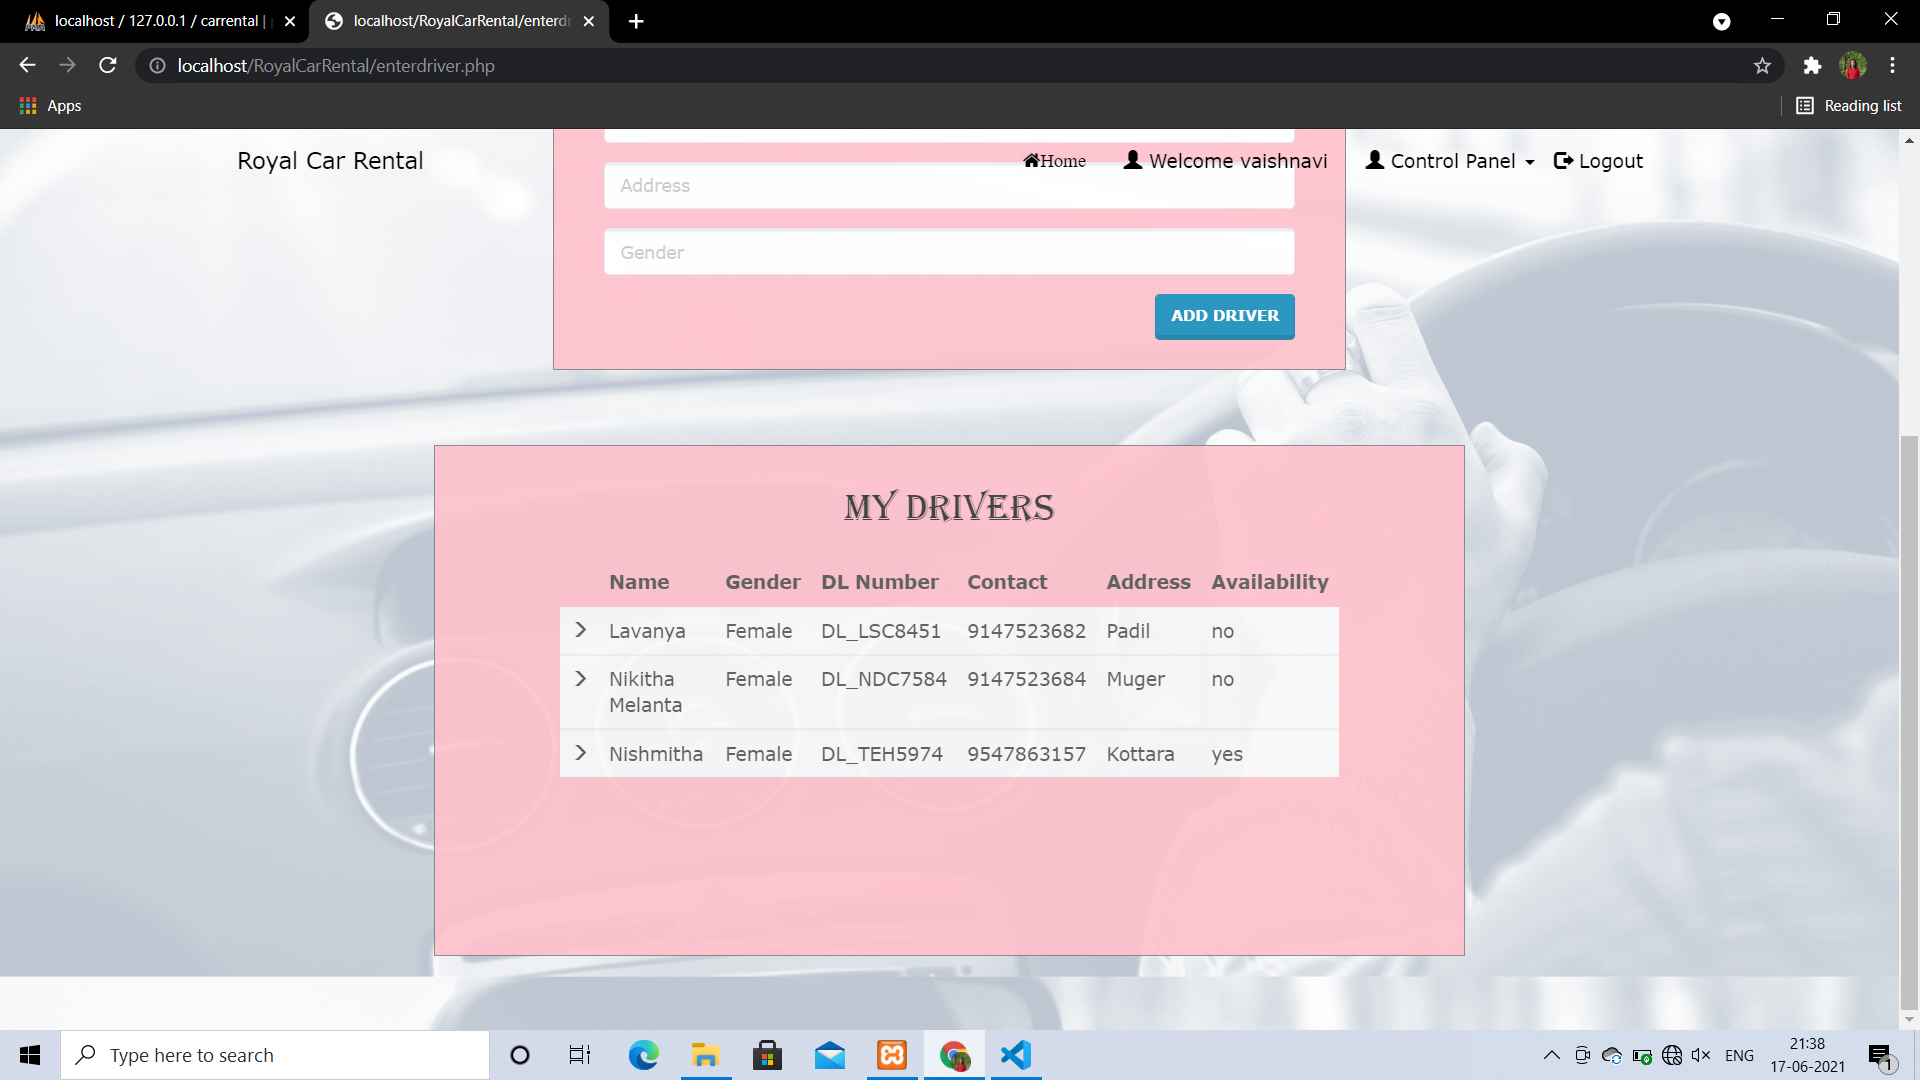 localhost / 127.0.0.1 / carrental |
localhost/RoyalCarRental/enterdr
localhost/RoyalCarRental/enterdriver.php
Apps
Reading list
Royal Car Rental
Home
Welcome vaishnavi
Control Panel
Logout
Address
Gender
ADD DRIVER
MY DRIVERS
Name Gender DL Number Contact Address Availability
Lavanya Female DL_LSC8451 9147523682 Padil no
Nikitha Female DL_NDC7584 9147523684 Muger no
Melanta
Nishmitha Female DL_TEH5974 9547863157 Kottara yes
Type here to search
ENG
21:38
17-06-2021
1